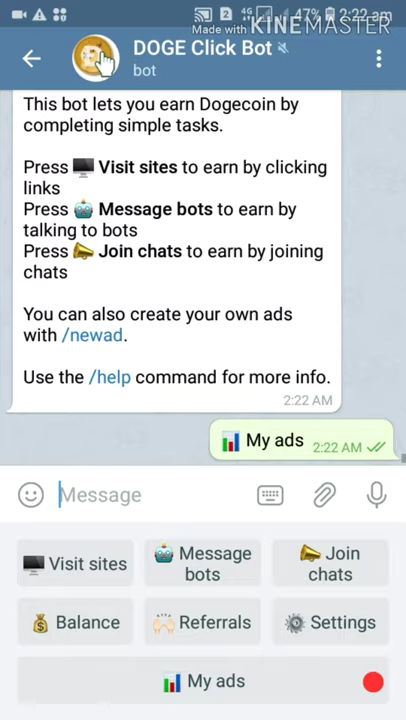 47% 2:22 am
Made with KINEMASTER
DOGE Click Bot
bot
This bot lets you earn Dogecoin by
completing simple tasks.
Press 🖥 Visit sites to earn by clicking
links
Press 🤖 Message bots to earn by
talking to bots
Press 📣 Join chats to earn by joining
chats
You can also create your own ads
with /newad.
Use the /help command for more info.
2:22 AM
📊 My ads 2:22 AM
Message
🖥 Visit sites
🤖 Message
bots
📣 Join
chats
💰 Balance
🙌🏻 Referrals
⚙ Settings
📊 My ads